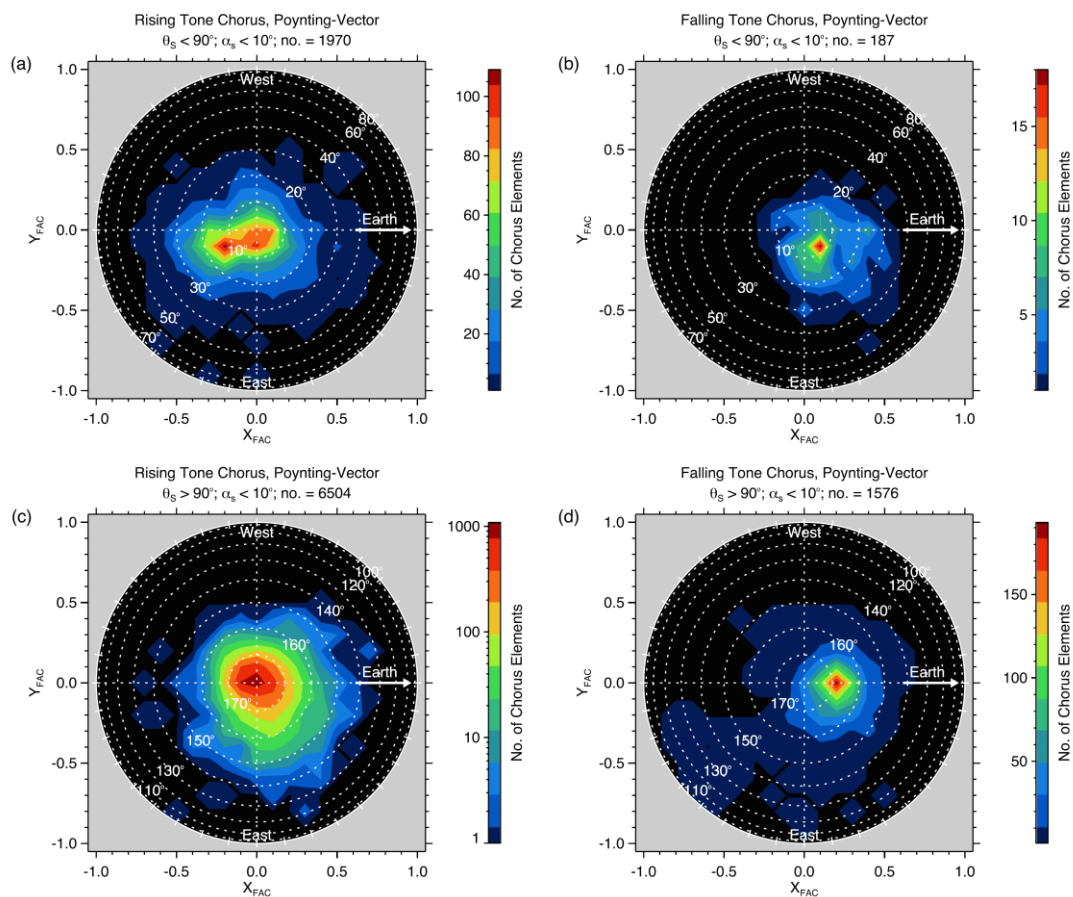 Rising Tone Chorus, Poynting-Vector
θS < 90°; αs < 10°; no. = 1970
(a)
1.0
0.5
0.0
-0.5
-1.0
YFAC
West
80°
60°
40°
20°
Earth
10°
30°
50°
70°
East
-1.0 -0.5 0.0 0.5 1.0
XFAC
100
80
60
40
20
No. of Chorus Elements
Falling Tone Chorus, Poynting-Vector
θS < 90°; αs < 10°; no. = 187
(b)
1.0
0.5
0.0
-0.5
-1.0
YFAC
West
80°
60°
40°
20°
Earth
10°
30°
50°
70°
East
-1.0 -0.5 0.0 0.5 1.0
XFAC
15
10
5
No. of Chorus Elements
Rising Tone Chorus, Poynting-Vector
θS > 90°; αs < 10°; no. = 6504
(c)
1.0
0.5
0.0
-0.5
-1.0
YFAC
West
100°
120°
140°
160°
Earth
170°
150°
130°
110°
East
-1.0 -0.5 0.0 0.5 1.0
XFAC
1000
100
10
1
No. of Chorus Elements
Falling Tone Chorus, Poynting-Vector
θS > 90°; αs < 10°; no. = 1576
(d)
1.0
0.5
0.0
-0.5
-1.0
YFAC
West
100°
120°
140°
160°
Earth
170°
150°
130°
110°
East
-1.0 -0.5 0.0 0.5 1.0
XFAC
150
100
50
No. of Chorus Elements